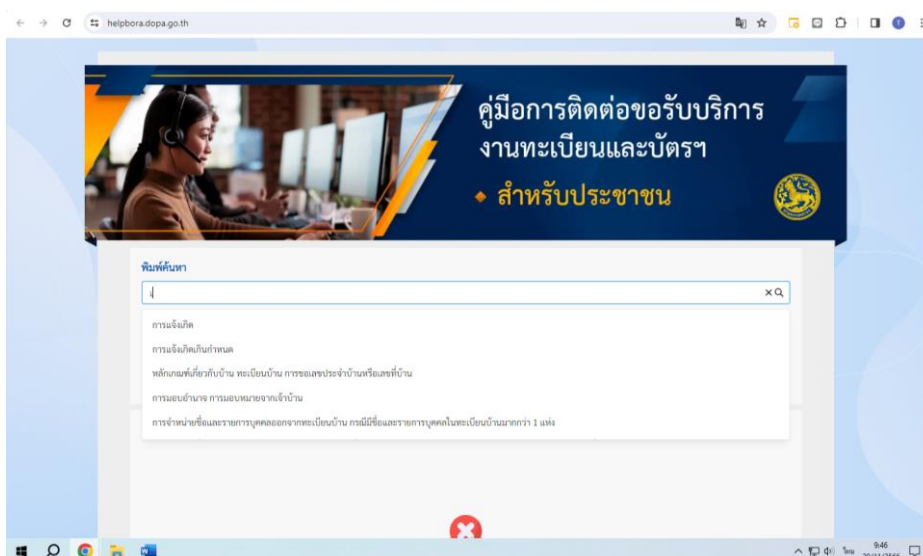 helpbora.dopa.go.th
คู่มือการติดต่อขอรับบริการ
งานทะเบียนและบัตรฯ
สำหรับประชาชน
พิมพ์ค้นหา
การแจ้งเกิด
การแจ้งเกิดเกินกำหนด
หลักเกณฑ์เกี่ยวกับบ้าน ทะเบียนบ้าน การขอเลขประจำบ้านหรือเลขที่บ้าน
การมอบอำนาจ การมอบหมายจากเจ้าบ้าน
การจำหน่ายชื่อและรายการบุคคลออกจากทะเบียนบ้าน กรณีมีชื่อและรายการบุคคลในทะเบียนบ้านมากกว่า 1 แห่ง
ไทย
9:46